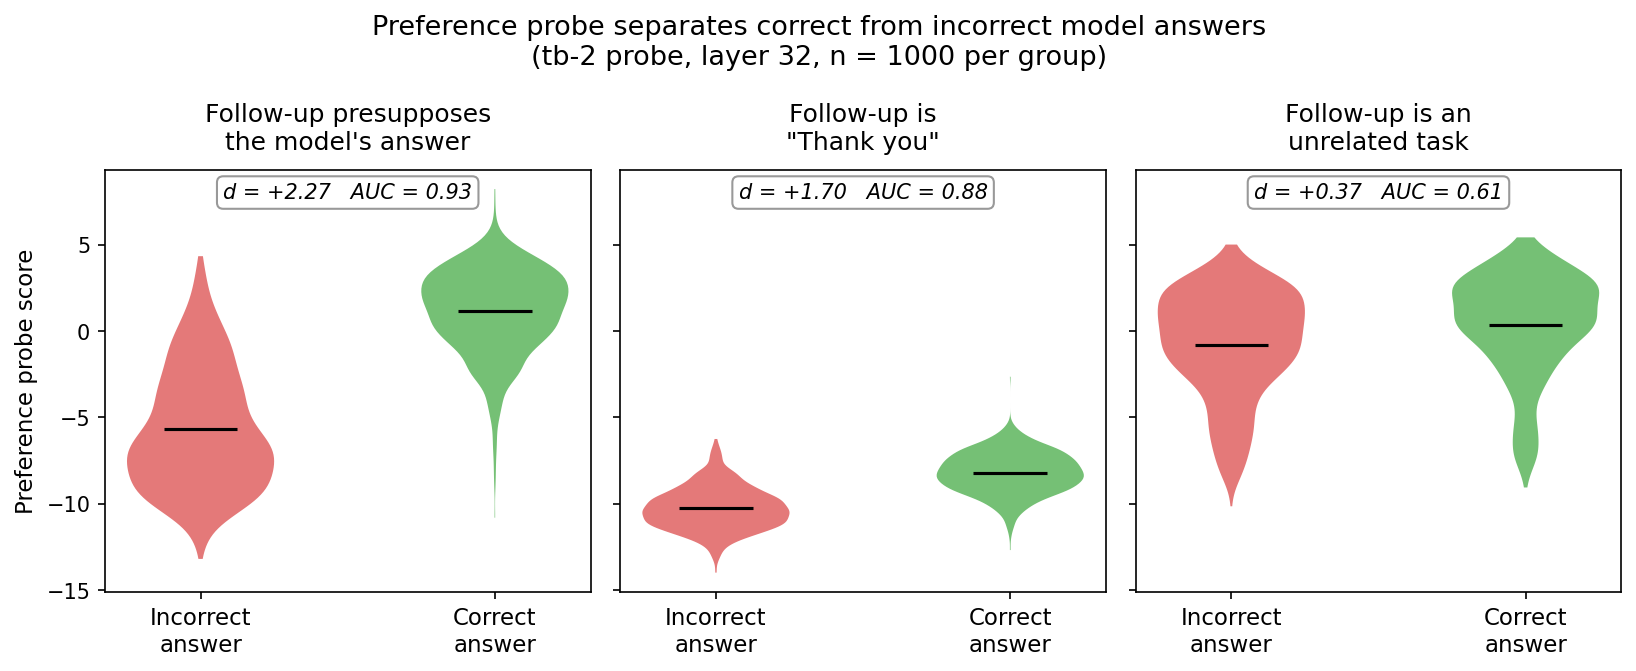 Preference probe separates correct from incorrect model answers
(tb-2 probe, layer 32, n = 1000 per group)
Follow-up presupposes
the model's answer
Follow-up is
"Thank you"
Follow-up is an
unrelated task
d = +2.27 AUC = 0.93
d = +1.70 AUC = 0.88
d = +0.37 AUC = 0.61
Preference probe score
5
0
−5
−10
−15
Incorrect
answer
Correct
answer
Incorrect
answer
Correct
answer
Incorrect
answer
Correct
answer